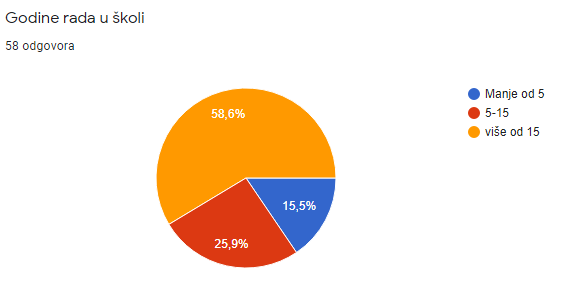 Godine rada u školi
58 odgovora
Manje od 5
5-15
više od 15
58,6%
15,5%
25,9%